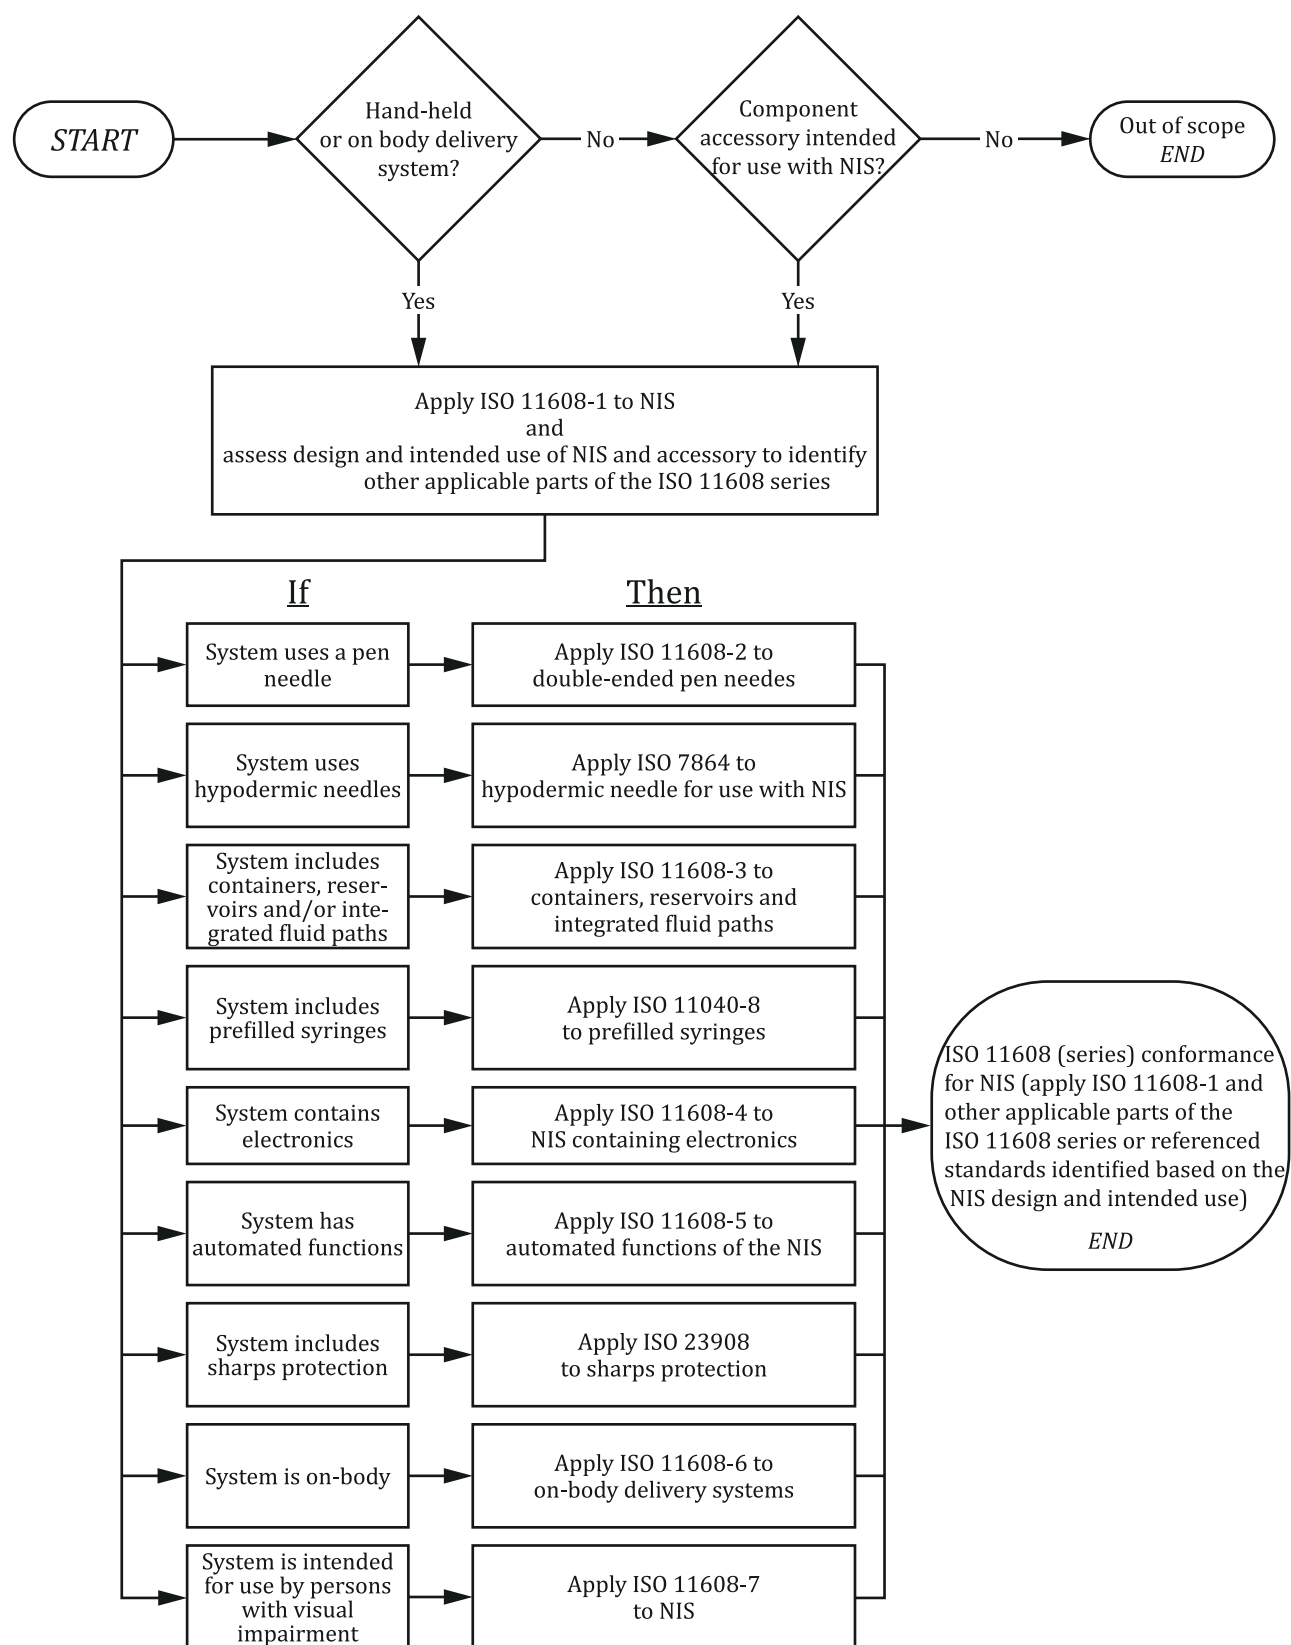 START
Hand-held
or on body delivery
system?
No
Component
accessory intended
for use with NIS?
No
Out of scope
END
Yes
Yes
Apply ISO 11608-1 to NIS
and
assess design and intended use of NIS and accessory to identify
other applicable parts of the ISO 11608 series
If
Then
System uses a pen
needle
Apply ISO 11608-2 to
double-ended pen needes
System uses
hypodermic needles
Apply ISO 7864 to
hypodermic needle for use with NIS
System includes
containers, reser-
voirs and/or inte-
grated fluid paths
Apply ISO 11608-3 to
containers, reservoirs and
integrated fluid paths
System includes
prefilled syringes
Apply ISO 11040-8
to prefilled syringes
System contains
electronics
Apply ISO 11608-4 to
NIS containing electronics
System has
automated functions
Apply ISO 11608-5 to
automated functions of the NIS
System includes
sharps protection
Apply ISO 23908
to sharps protection
System is on-body
Apply ISO 11608-6 to
on-body delivery systems
System is intended
for use by persons
with visual
impairment
Apply ISO 11608-7
to NIS
ISO 11608 (series) conformance
for NIS (apply ISO 11608-1 and
other applicable parts of the
ISO 11608 series or referenced
standards identified based on the
NIS design and intended use)
END